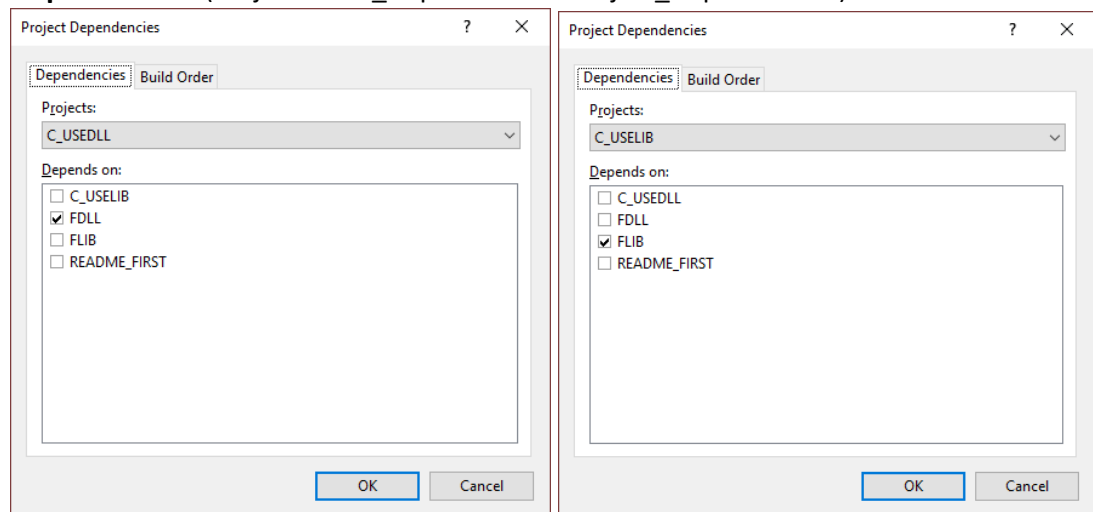 Project Dependencies ? ×
Dependencies Build Order
Projects:
C_USEDLL
Depends on:
C_USELIB
FDLL
FLIB
README_FIRST
OK Cancel
Project Dependencies ? ×
Dependencies Build Order
Projects:
C_USELIB
Depends on:
C_USEDLL
FDLL
FLIB
README_FIRST
OK Cancel